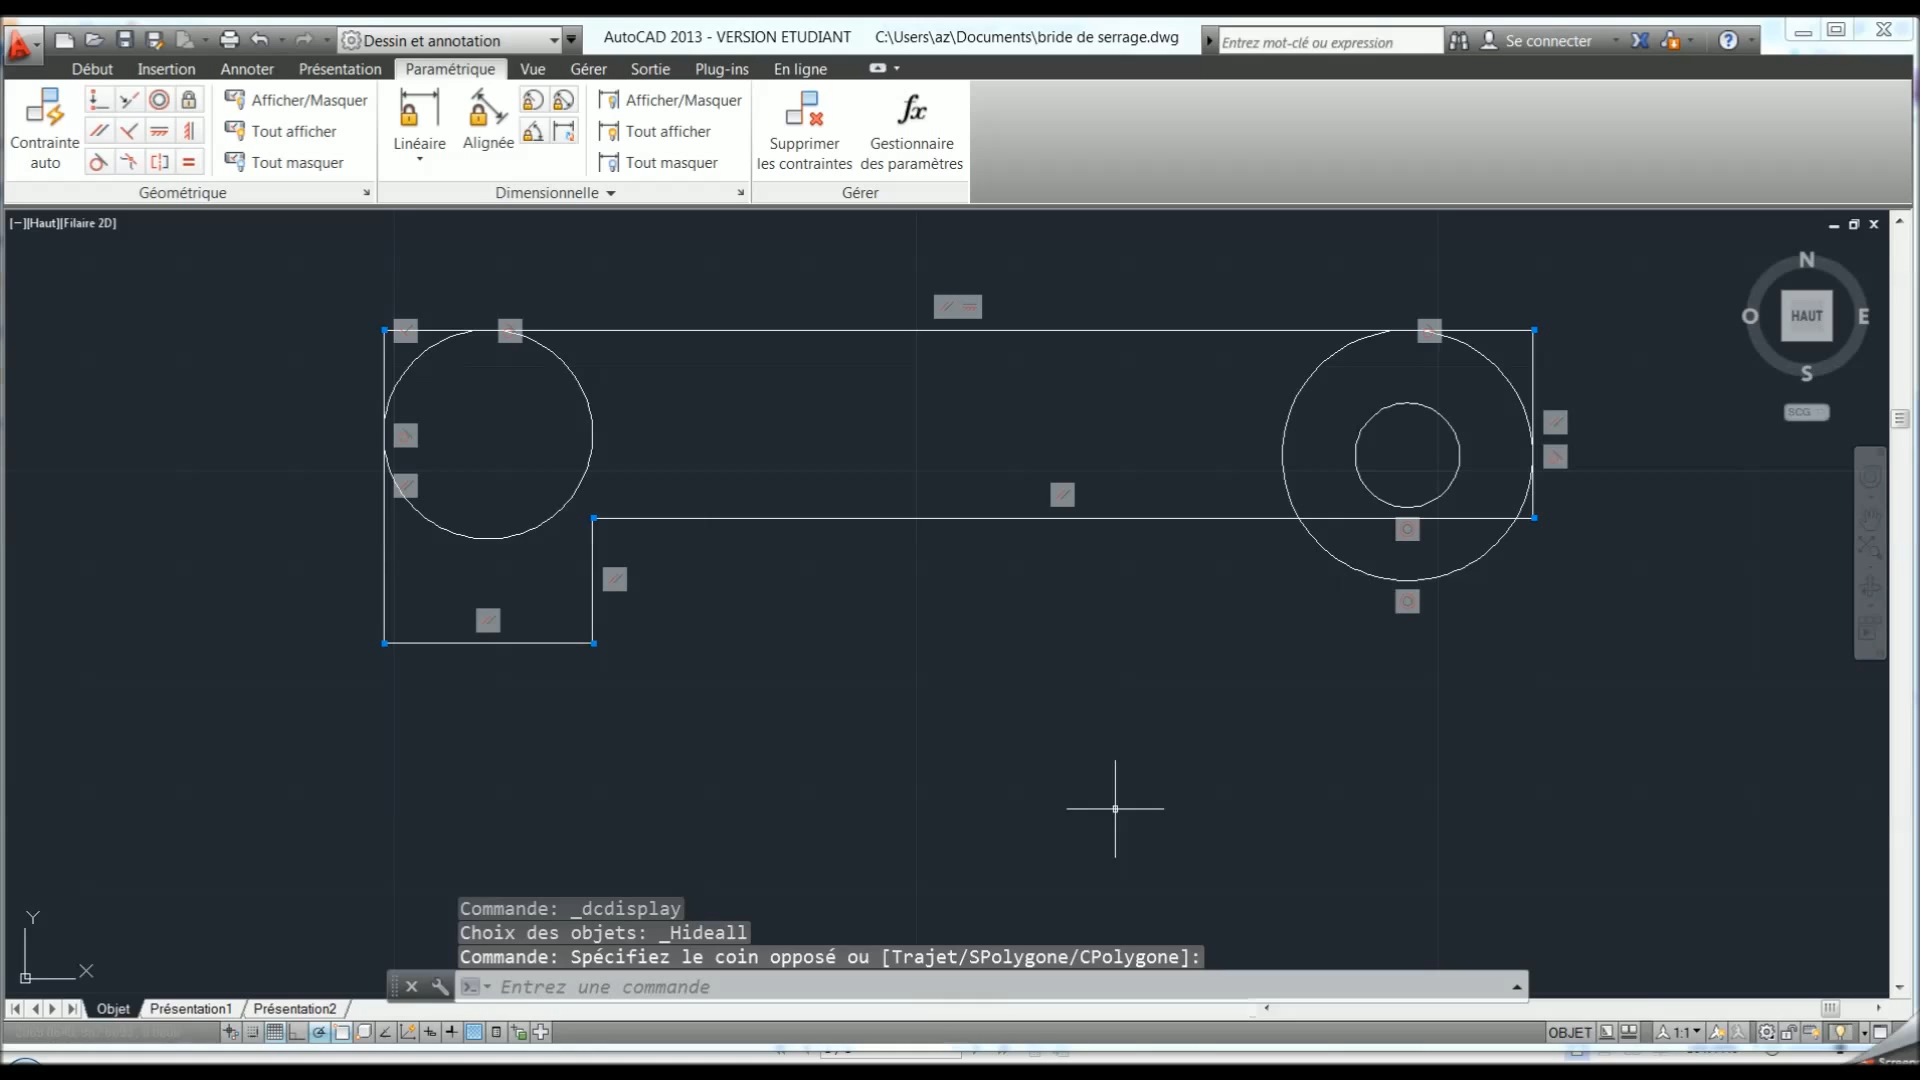 Dessin et annotation
AutoCAD 2013 - VERSION ETUDIANT C:\Users\az\Documents\bride de serrage.dwg
Entrez mot-clé ou expression
Se connecter
Début Insertion Annoter Présentation Paramétrique Vue Gérer Sortie Plug-ins En ligne
Contrainte auto
Afficher/Masquer
Tout afficher
Tout masquer
Géométrique
Linéaire
Alignée
Afficher/Masquer
Tout afficher
Tout masquer
Dimensionnelle
Supprimer les contraintes
fx
Gestionnaire des paramètres
Gérer
[−][Haut][Filaire 2D]
N
O
HAUT
E
S
SCG
Y
X
Commande: _dcdisplay
Choix des objets: _Hideall
Commande: Spécifiez le coin opposé ou [Trajet/SPolygone/CPolygone]:
Entrez une commande
Objet Présentation1 Présentation2
OBJET
1:1